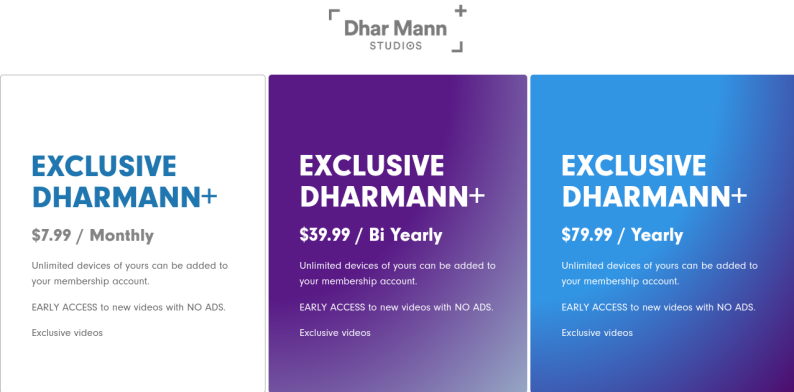 Dhar Mann
STUDIOS
EXCLUSIVE
DHARMANN+
$7.99 / Monthly
Unlimited devices of yours can be added to
your membership account.
EARLY ACCESS to new videos with NO ADS.
Exclusive videos
EXCLUSIVE
DHARMANN+
$39.99 / Bi Yearly
Unlimited devices of yours can be added to
your membership account.
EARLY ACCESS to new videos with NO ADS.
Exclusive videos
EXCLUSIVE
DHARMANN+
$79.99 / Yearly
Unlimited devices of yours can be added to
your membership account.
EARLY ACCESS to new videos with NO ADS.
Exclusive videos